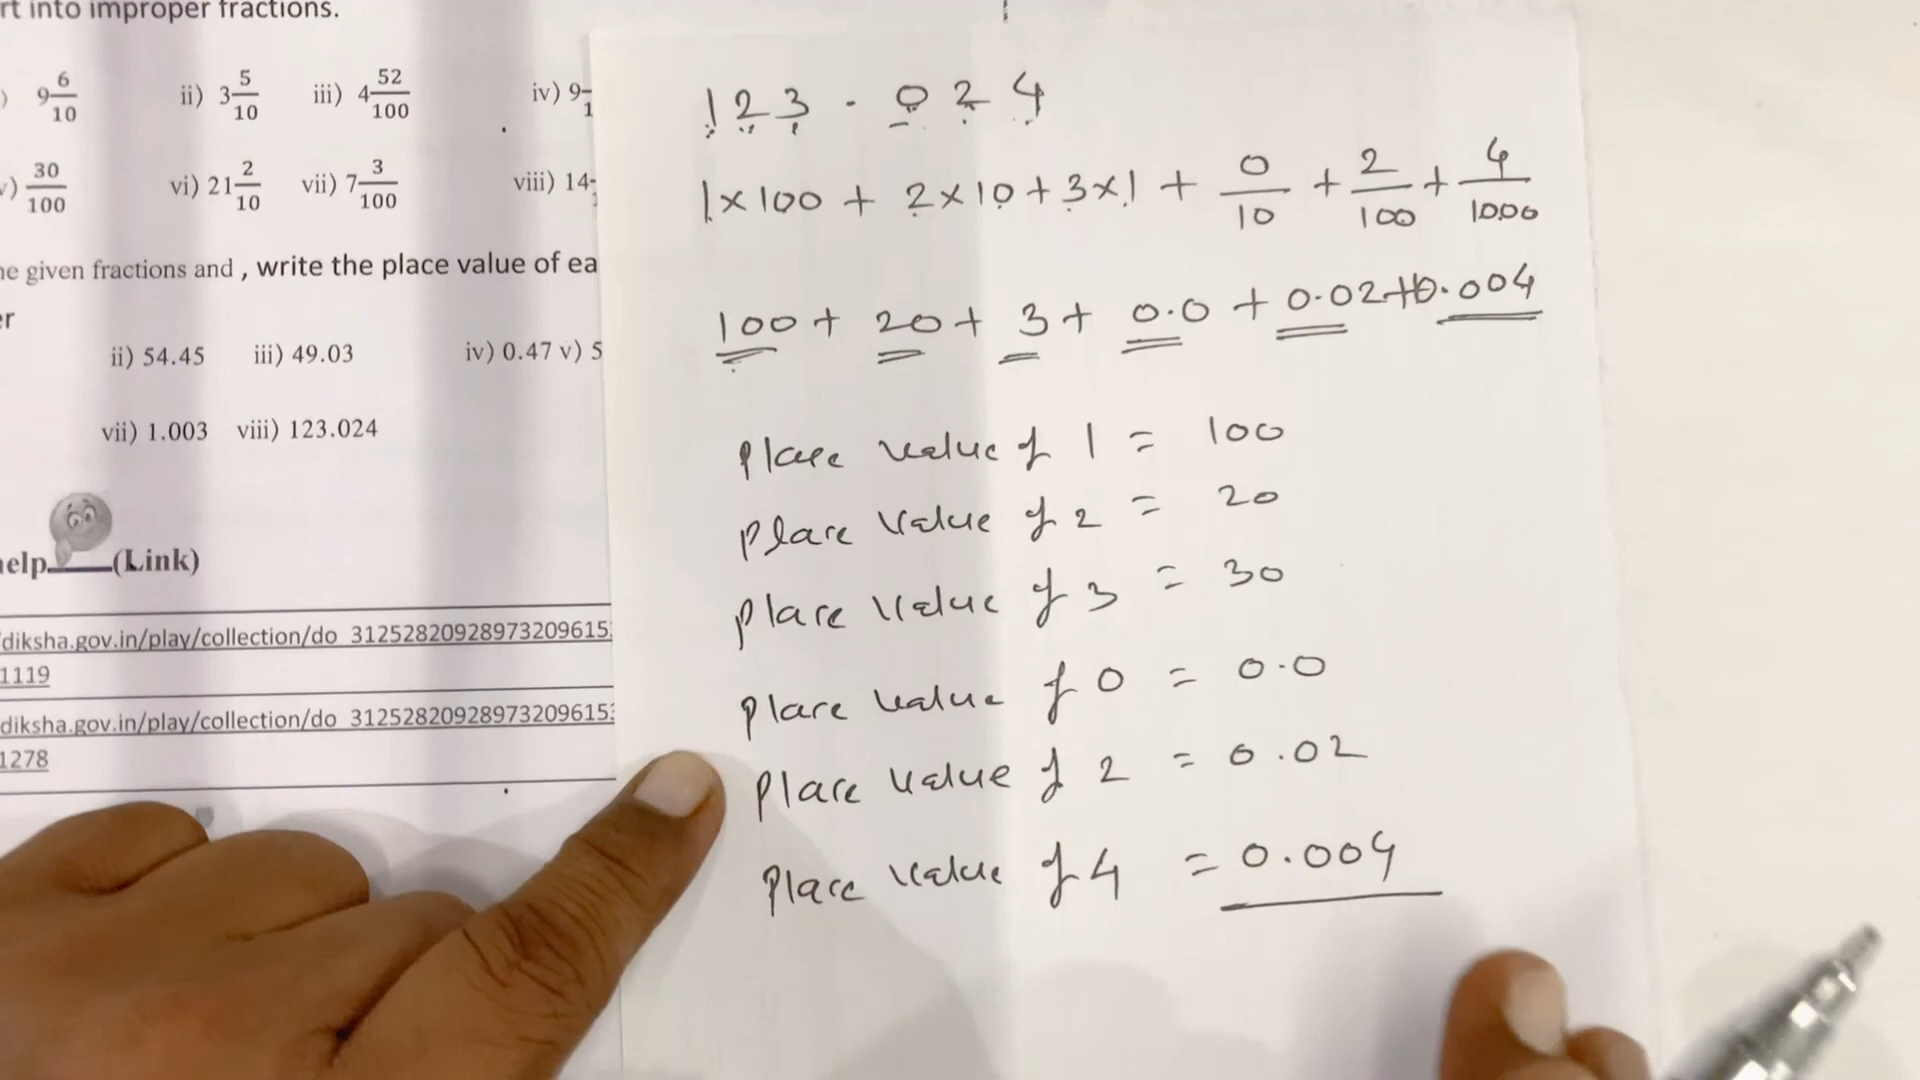 rt into improper fractions.
) 9 6/10 ii) 3 5/10 iii) 4 52/100 iv) 9
v) 30/100 vi) 21 2/10 vii) 7 3/100 viii) 14
he given fractions and , write the place value of ea
er
ii) 54.45 iii) 49.03 iv) 0.47 v) 5
vii) 1.003 viii) 123.024
help (Link)
diksha.gov.in/play/collection/do_31252820928973209615
1119
diksha.gov.in/play/collection/do_31252820928973209615
1278
123.024
1×100 + 2×10+3×1 + 0/10 + 2/100 + 4/1000
100+ 20+ 3+ 0.0 + 0.02+0.004
Place value of 1 = 100
Place value of 2 = 20
Place value of 3 = 30
Place value of 0 = 0.0
Place value of 2 = 0.02
Place value of 4 = 0.004